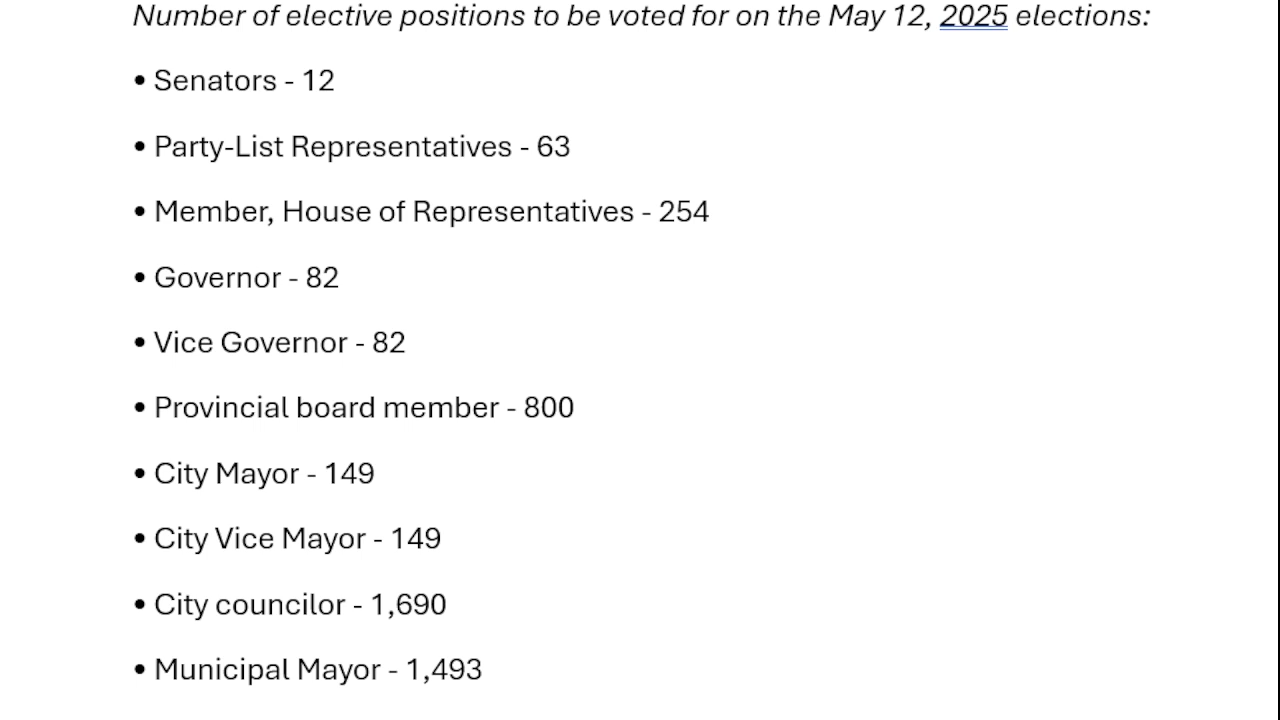 Number of elective positions to be voted for on the May 12, 2025 elections:
• Senators - 12
• Party-List Representatives - 63
• Member, House of Representatives - 254
• Governor - 82
• Vice Governor - 82
• Provincial board member - 800
• City Mayor - 149
• City Vice Mayor - 149
• City councilor - 1,690
• Municipal Mayor - 1,493